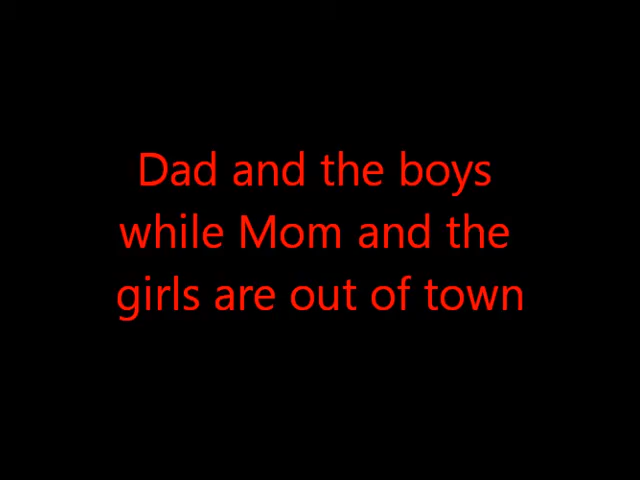 Dad and the boys
while Mom and the
girls are out of town